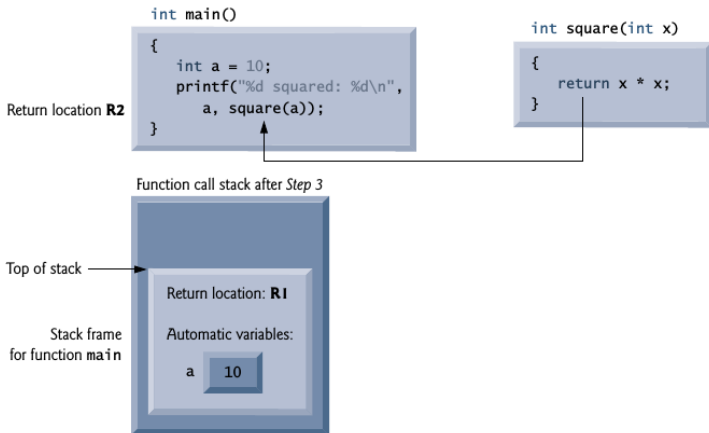 int main()
{
int a = 10;
printf("%d squared: %d\n",
a, square(a));
}
Return location R2
int square(int x)
{
return x * x;
}
Function call stack after Step 3
Top of stack
Return location: R1
Automatic variables:
a 10
Stack frame
for function main